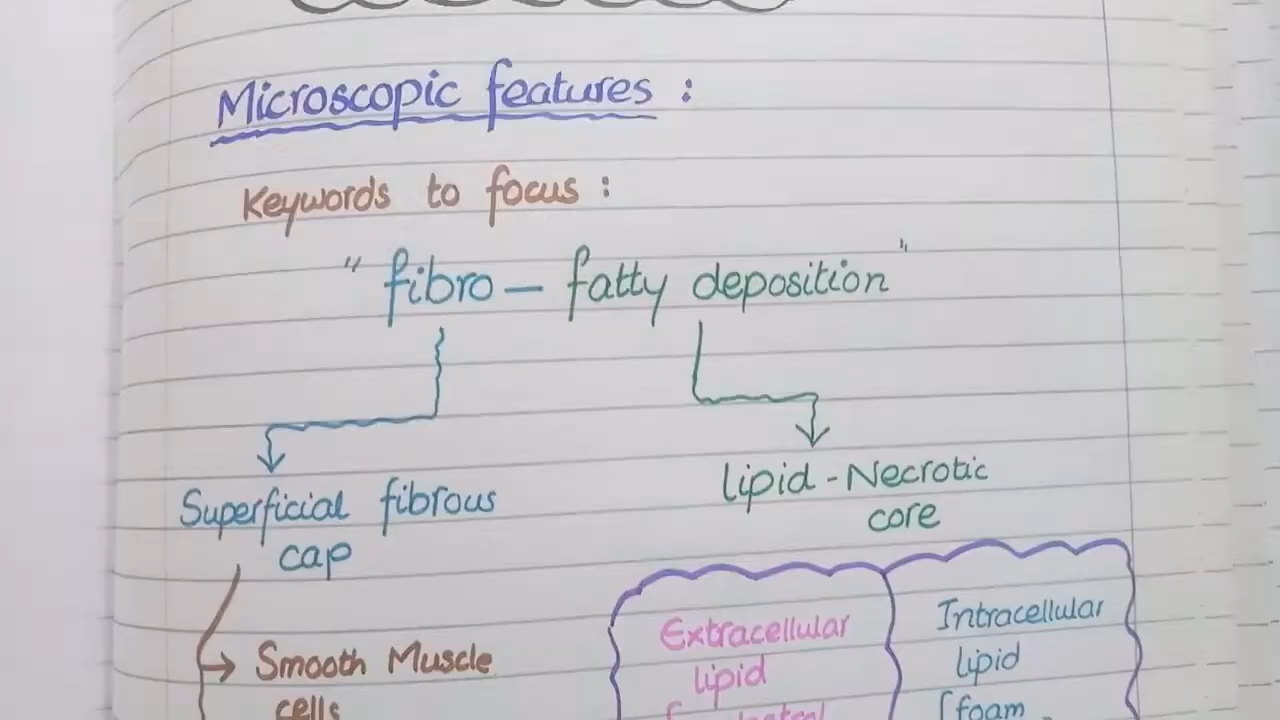 Microscopic features :
Keywords to focus :
" fibro - fatty deposition "
Superficial fibrous
cap
lipid - Necrotic
core
Smooth Muscle
cells
Extracellular
lipid
Intracellular
lipid
[foam